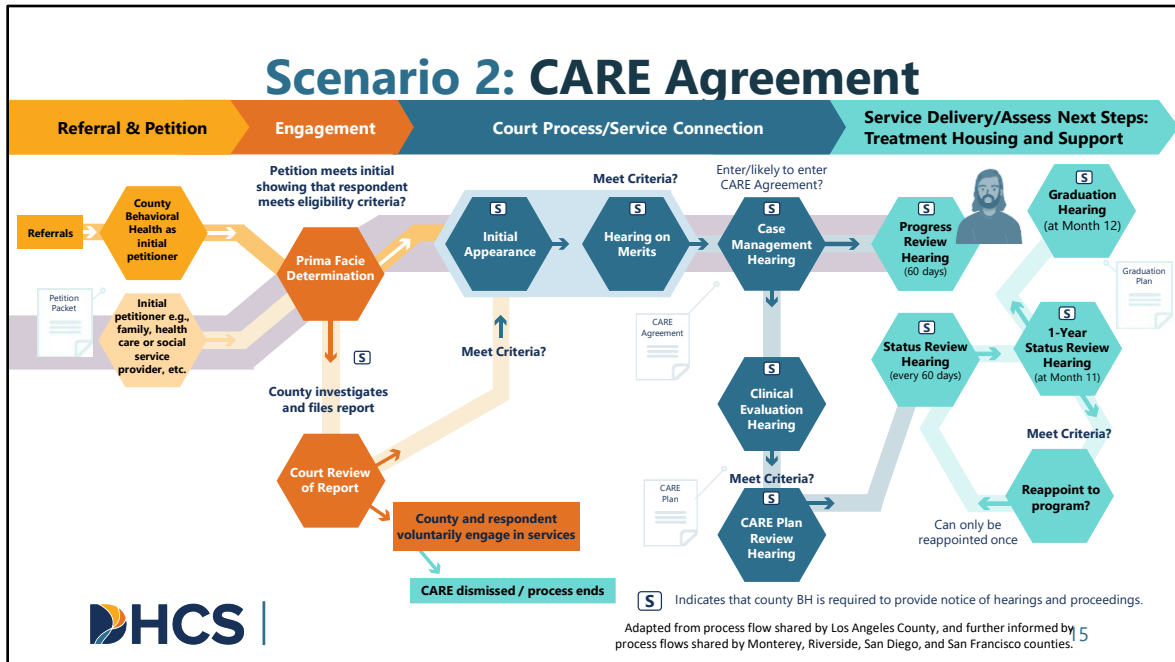 Scenario 2: CARE Agreement
Referral & Petition
Engagement
Court Process/Service Connection
Service Delivery/Assess Next Steps:
Treatment Housing and Support
Referrals
County
Behavioral
Health as
initial
petitioner
Petition
Packet
Initial
petitioner e.g.,
family, health
care or social
service
provider, etc.
Petition meets initial
showing that respondent
meets eligibility criteria?
Prima Facie
Determination
S
County investigates
and files report
Court Review
of Report
County and respondent
voluntarily engage in services
CARE dismissed / process ends
Meet Criteria?
S
Initial
Appearance
Meet Criteria?
S
Hearing on
Merits
Enter/likely to enter
CARE Agreement?
S
Case
Management
Hearing
CARE
Agreement
S
Clinical
Evaluation
Hearing
Meet Criteria?
CARE
Plan
S
CARE Plan
Review
Hearing
S
Progress
Review
Hearing
(60 days)
S
Status Review
Hearing
(every 60 days)
S
Graduation
Hearing
(at Month 12)
Graduation
Plan
S
1-Year
Status Review
Hearing
(at Month 11)
Meet Criteria?
Reappoint to
program?
Can only be
reappointed once
DHCS
S Indicates that county BH is required to provide notice of hearings and proceedings.
Adapted from process flow shared by Los Angeles County, and further informed by
process flows shared by Monterey, Riverside, San Diego, and San Francisco counties.
15